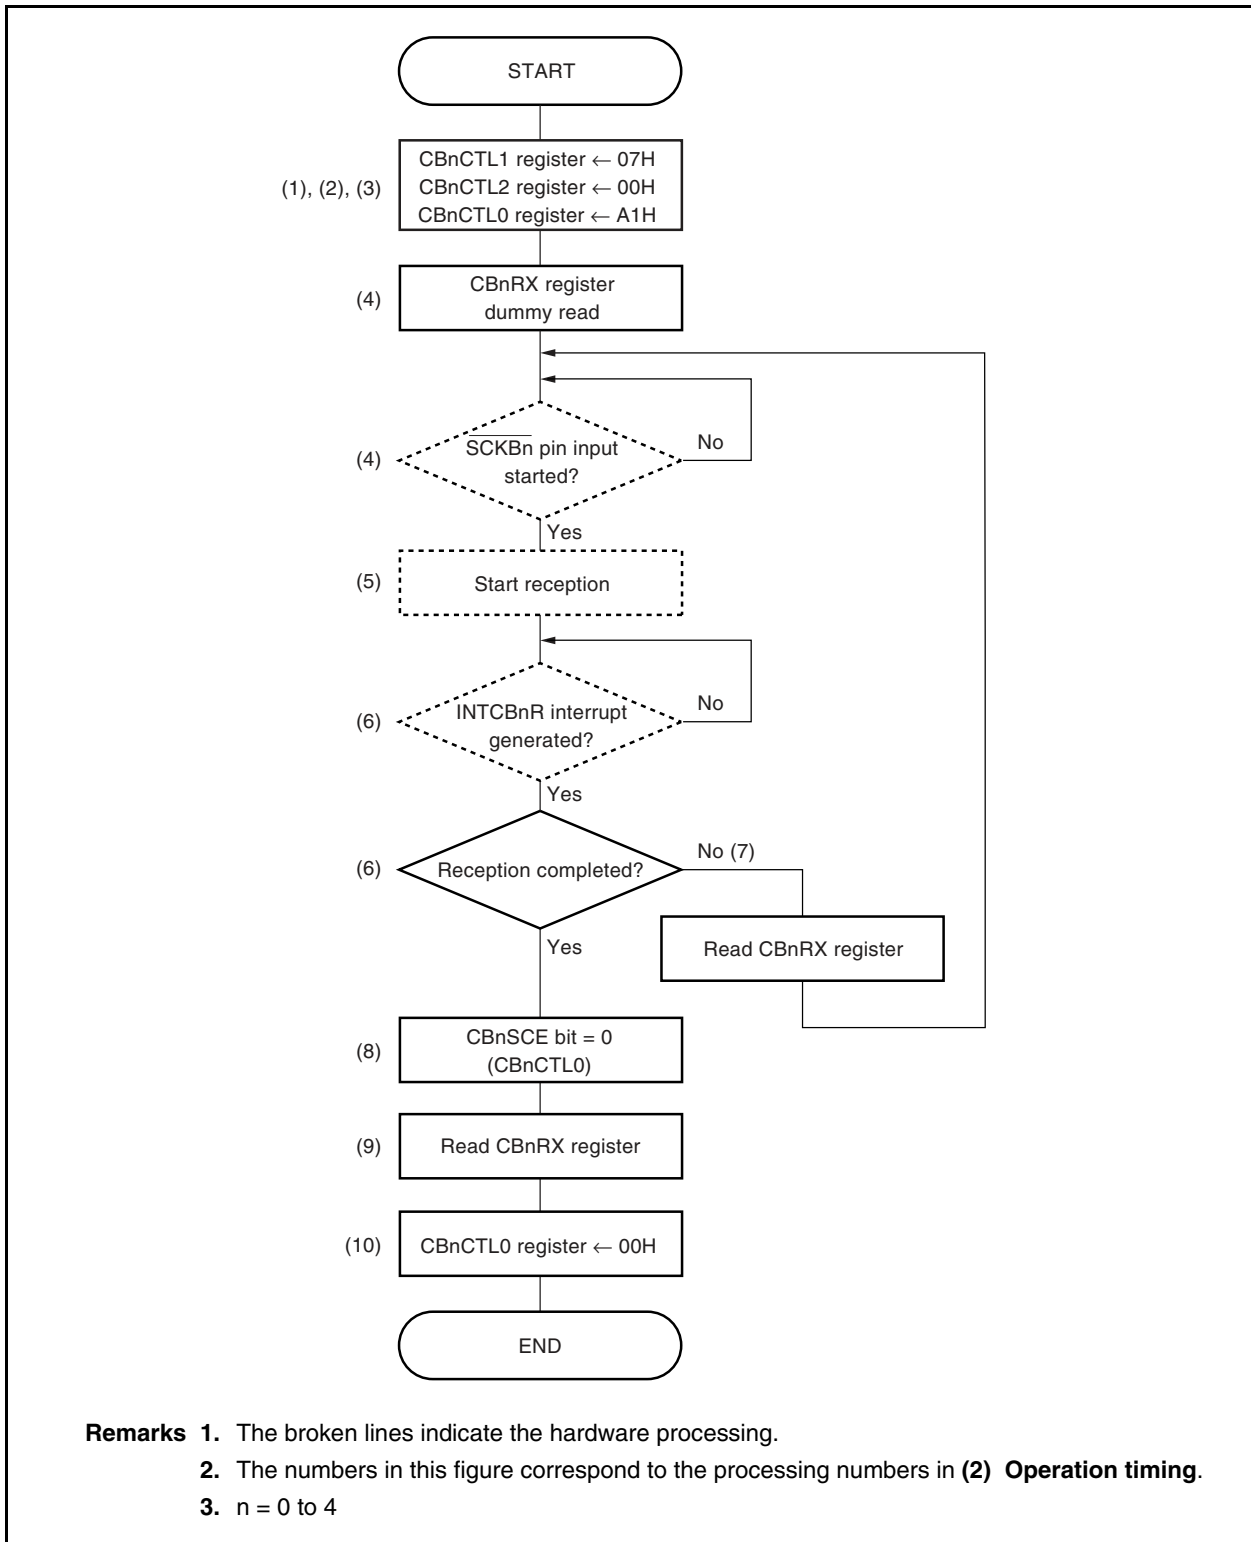 START
(1), (2), (3)
CBnCTL1 register ← 07H
CBnCTL2 register ← 00H
CBnCTL0 register ← A1H
(4)
CBnRX register
dummy read
(4)
S̅C̅K̅B̅n̅ pin input
started?
No
Yes
(5)
Start reception
(6)
INTCBnR interrupt
generated?
No
Yes
(6)
Reception completed?
No (7)
Yes
Read CBnRX register
(8)
CBnSCE bit = 0
(CBnCTL0)
(9)
Read CBnRX register
(10)
CBnCTL0 register ← 00H
END
Remarks 1. The broken lines indicate the hardware processing.
2. The numbers in this figure correspond to the processing numbers in (2) Operation timing.
3. n = 0 to 4